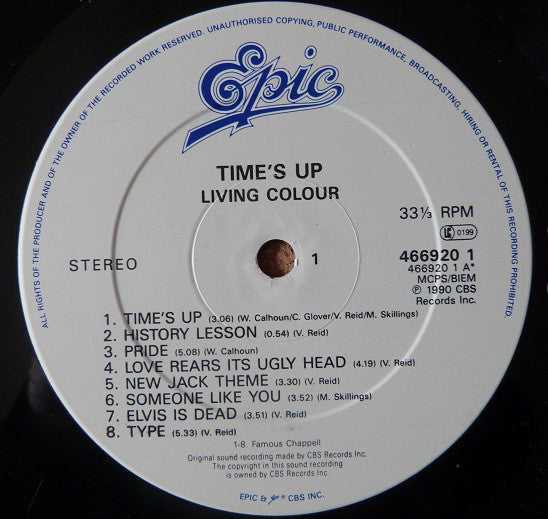 ALL RIGHTS OF THE PRODUCER AND OF THE OWNER OF THE RECORDED WORK RESERVED. UNAUTHORISED COPYING, PUBLIC PERFORMANCE, BROADCASTING, HIRING OR RENTAL OF THIS RECORDING PROHIBITED.
Epic
TIME'S UP
LIVING COLOUR
33⅓ RPM
LC 0199
STEREO
1
466920 1
466920 1 A*
MCPS/BIEM
℗ 1990 CBS
Records Inc.
1. TIME'S UP (3.06) (W. Calhoun/C. Glover/V. Reid/M. Skillings)
2. HISTORY LESSON (0.54) (V. Reid)
3. PRIDE (5.08) (W. Calhoun)
4. LOVE REARS ITS UGLY HEAD (4.19) (V. Reid)
5. NEW JACK THEME (3.30) (V. Reid)
6. SOMEONE LIKE YOU (3.52) (M. Skillings)
7. ELVIS IS DEAD (3.51) (V. Reid)
8. TYPE (5.33) (V. Reid)
1-8. Famous Chappell
Original sound recording made by CBS Records Inc.
The copyright in this sound recording
is owned by CBS Records Inc.
EPIC & CBS INC.